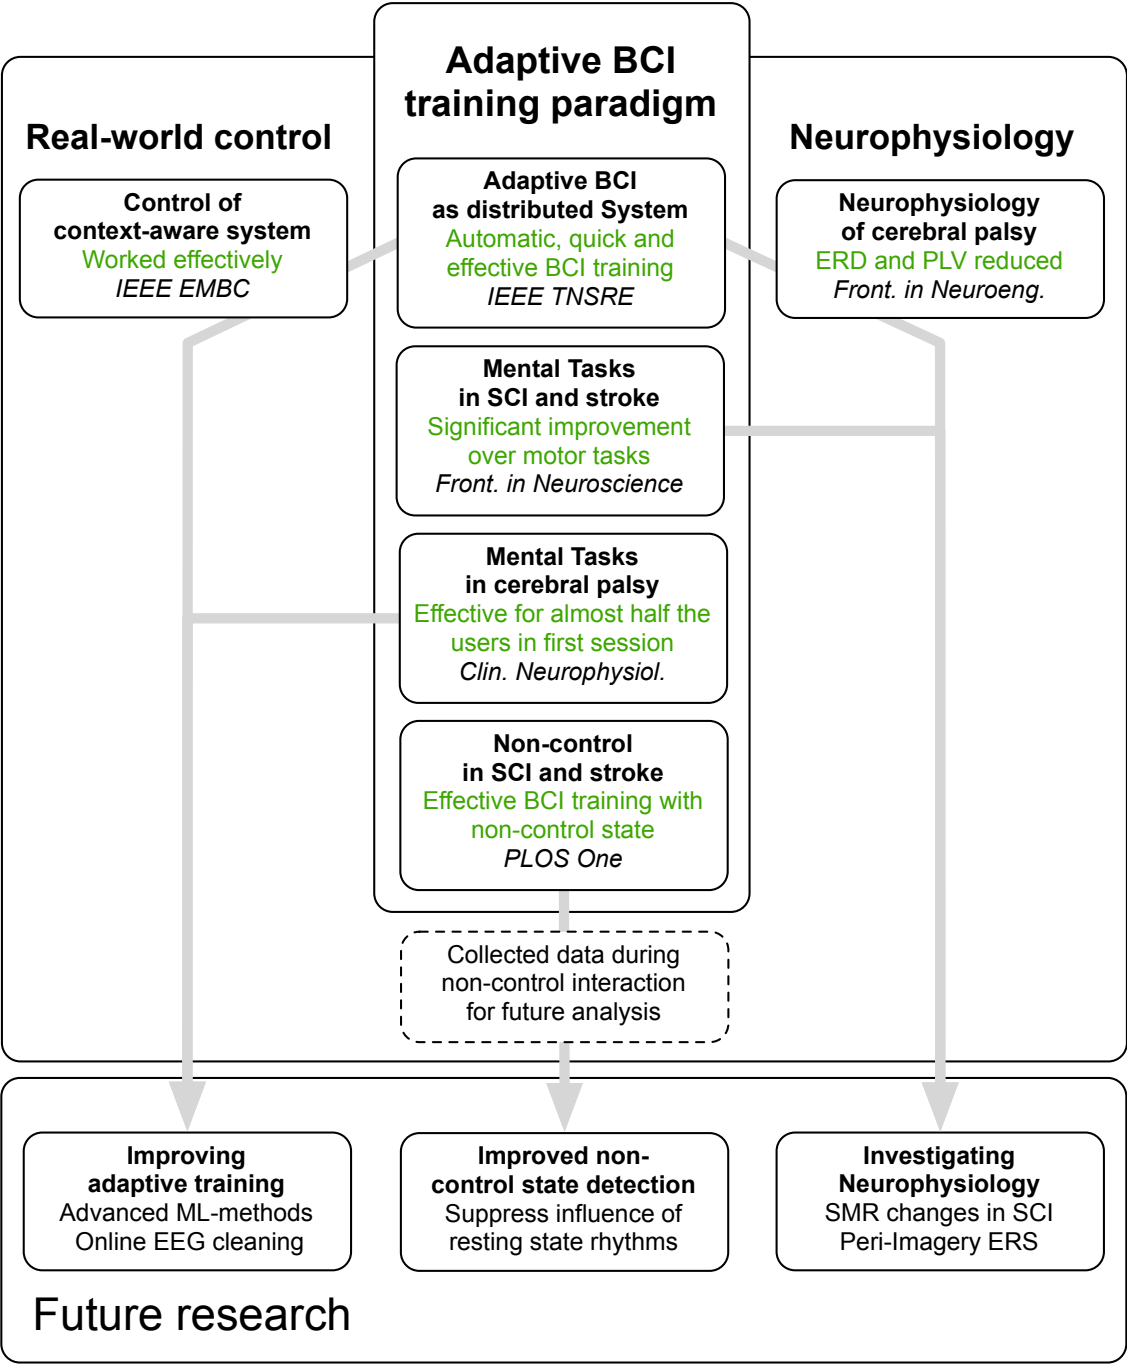 Adaptive BCI
training paradigm
Real-world control
Neurophysiology
Control of
context-aware system
Worked effectively
IEEE EMBC
Adaptive BCI
as distributed System
Automatic, quick and
effective BCI training
IEEE TNSRE
Neurophysiology
of cerebral palsy
ERD and PLV reduced
Front. in Neuroeng.
Mental Tasks
in SCI and stroke
Significant improvement
over motor tasks
Front. in Neuroscience
Mental Tasks
in cerebral palsy
Effective for almost half the
users in first session
Clin. Neurophysiol.
Non-control
in SCI and stroke
Effective BCI training with
non-control state
PLOS One
Collected data during
non-control interaction
for future analysis
Improving
adaptive training
Advanced ML-methods
Online EEG cleaning
Improved non-
control state detection
Suppress influence of
resting state rhythms
Investigating
Neurophysiology
SMR changes in SCI
Peri-Imagery ERS
Future research